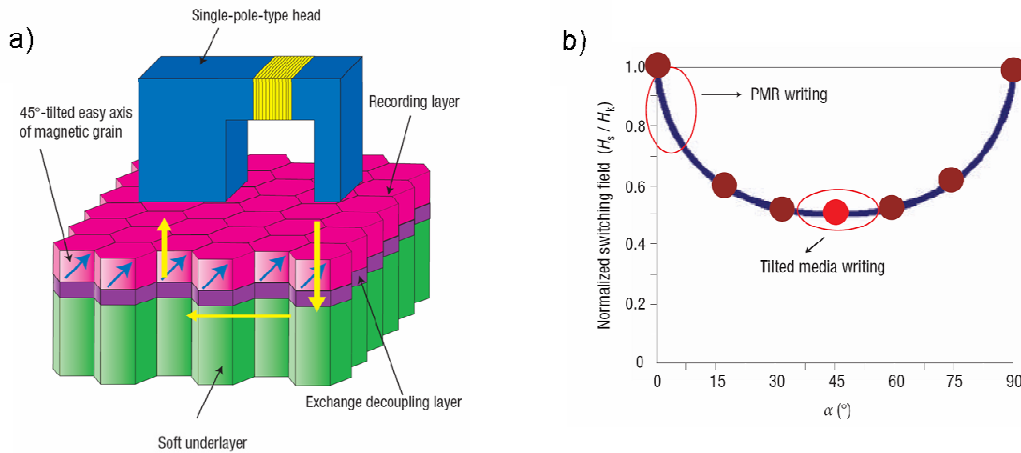 a)
Single-pole-type head
Recording layer
45°-tilted easy axis
of magnetic grain
Exchange decoupling layer
Soft underlayer
b)
Normalized switching field (Hs / Hk)
1.0
0.8
0.6
0.4
0.2
0
PMR writing
Tilted media writing
0 15 30 45 60 75 90
α (°)